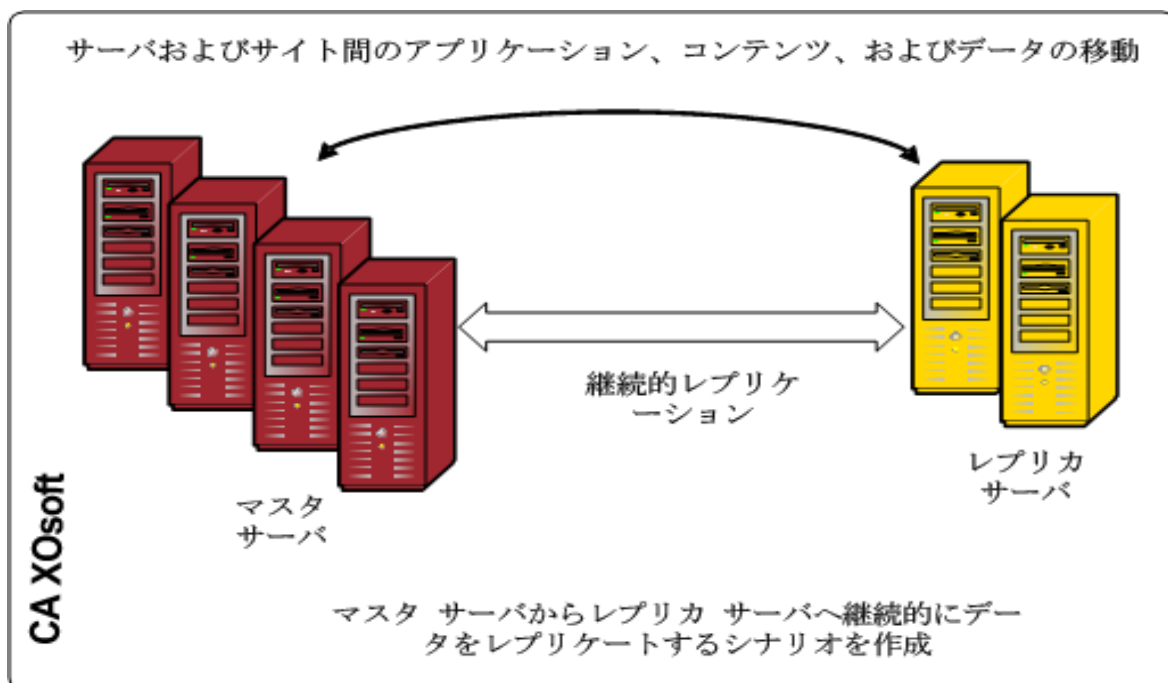 サーバおよびサイト間のアプリケーション、コンテンツ、およびデータの移動
継続的レプリケ
ーション
レプリカ
サーバ
マスタ
サーバ
CA XOsoft
マスタ サーバからレプリカ サーバへ継続的にデー
タをレプリケートするシナリオを作成